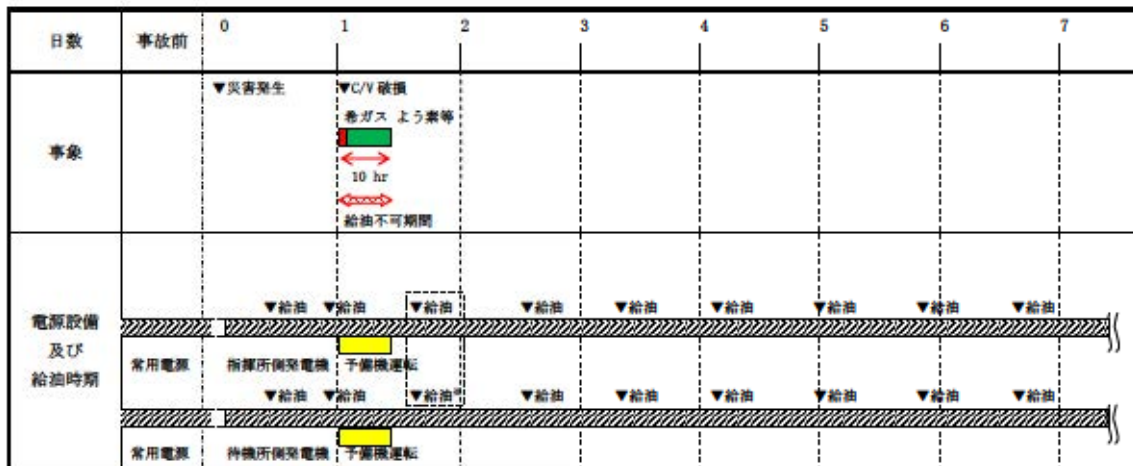 日数 事故前 0 1 2 3 4 5 6 7
▼災害発生 ▼C/V 破損
希ガス よう素等
事象
10 hr
給油不可期間
▼給油 ▼給油 ▼給油 ▼給油 ▼給油 ▼給油 ▼給油 ▼給油 ▼給油
電源設備
及び
給油時期
常用電源 指揮所側発電機 予備機運転
▼給油 ▼給油 ▼給油※ ▼給油 ▼給油 ▼給油 ▼給油 ▼給油 ▼給油
常用電源 待機所側発電機 予備機運転